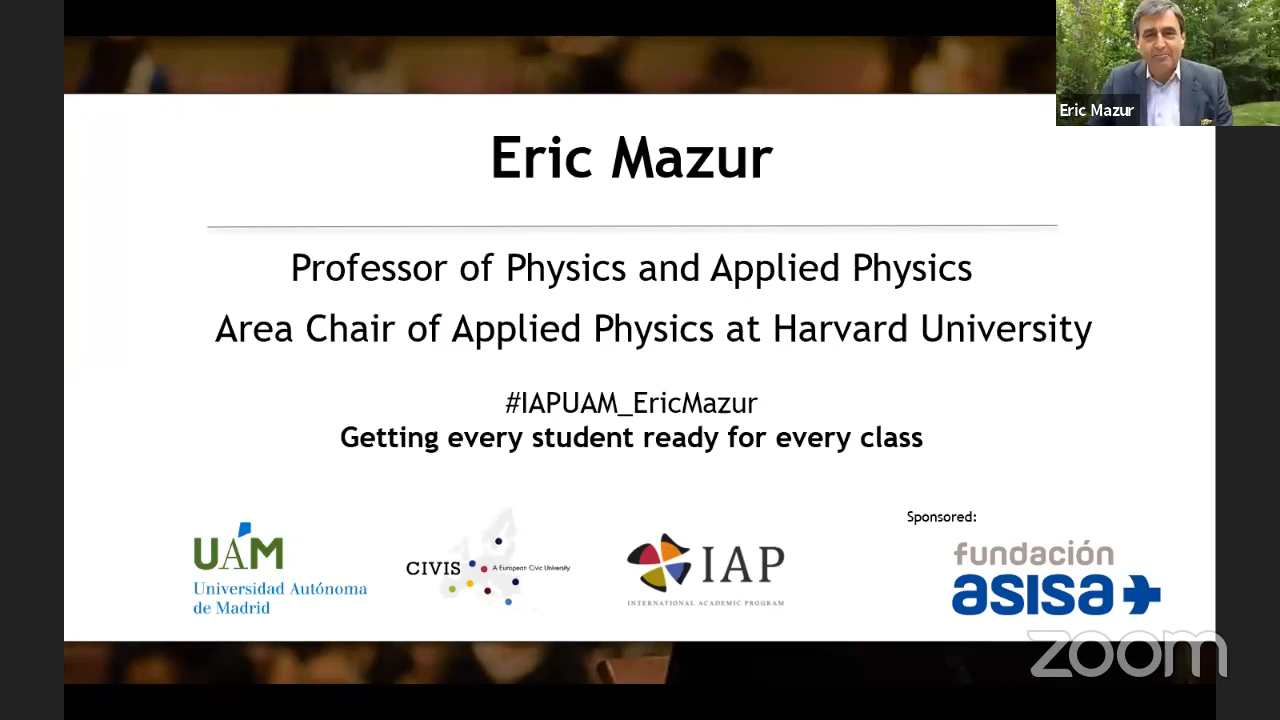 Eric Mazur
Eric Mazur
Professor of Physics and Applied Physics
Area Chair of Applied Physics at Harvard University
#IAPUAM_EricMazur
Getting every student ready for every class
Sponsored:
UAM
Universidad Autónoma
de Madrid
CIVIS
A European Civic University
IAP
INTERNATIONAL ACADEMIC PROGRAM
fundación
asisa
zoom